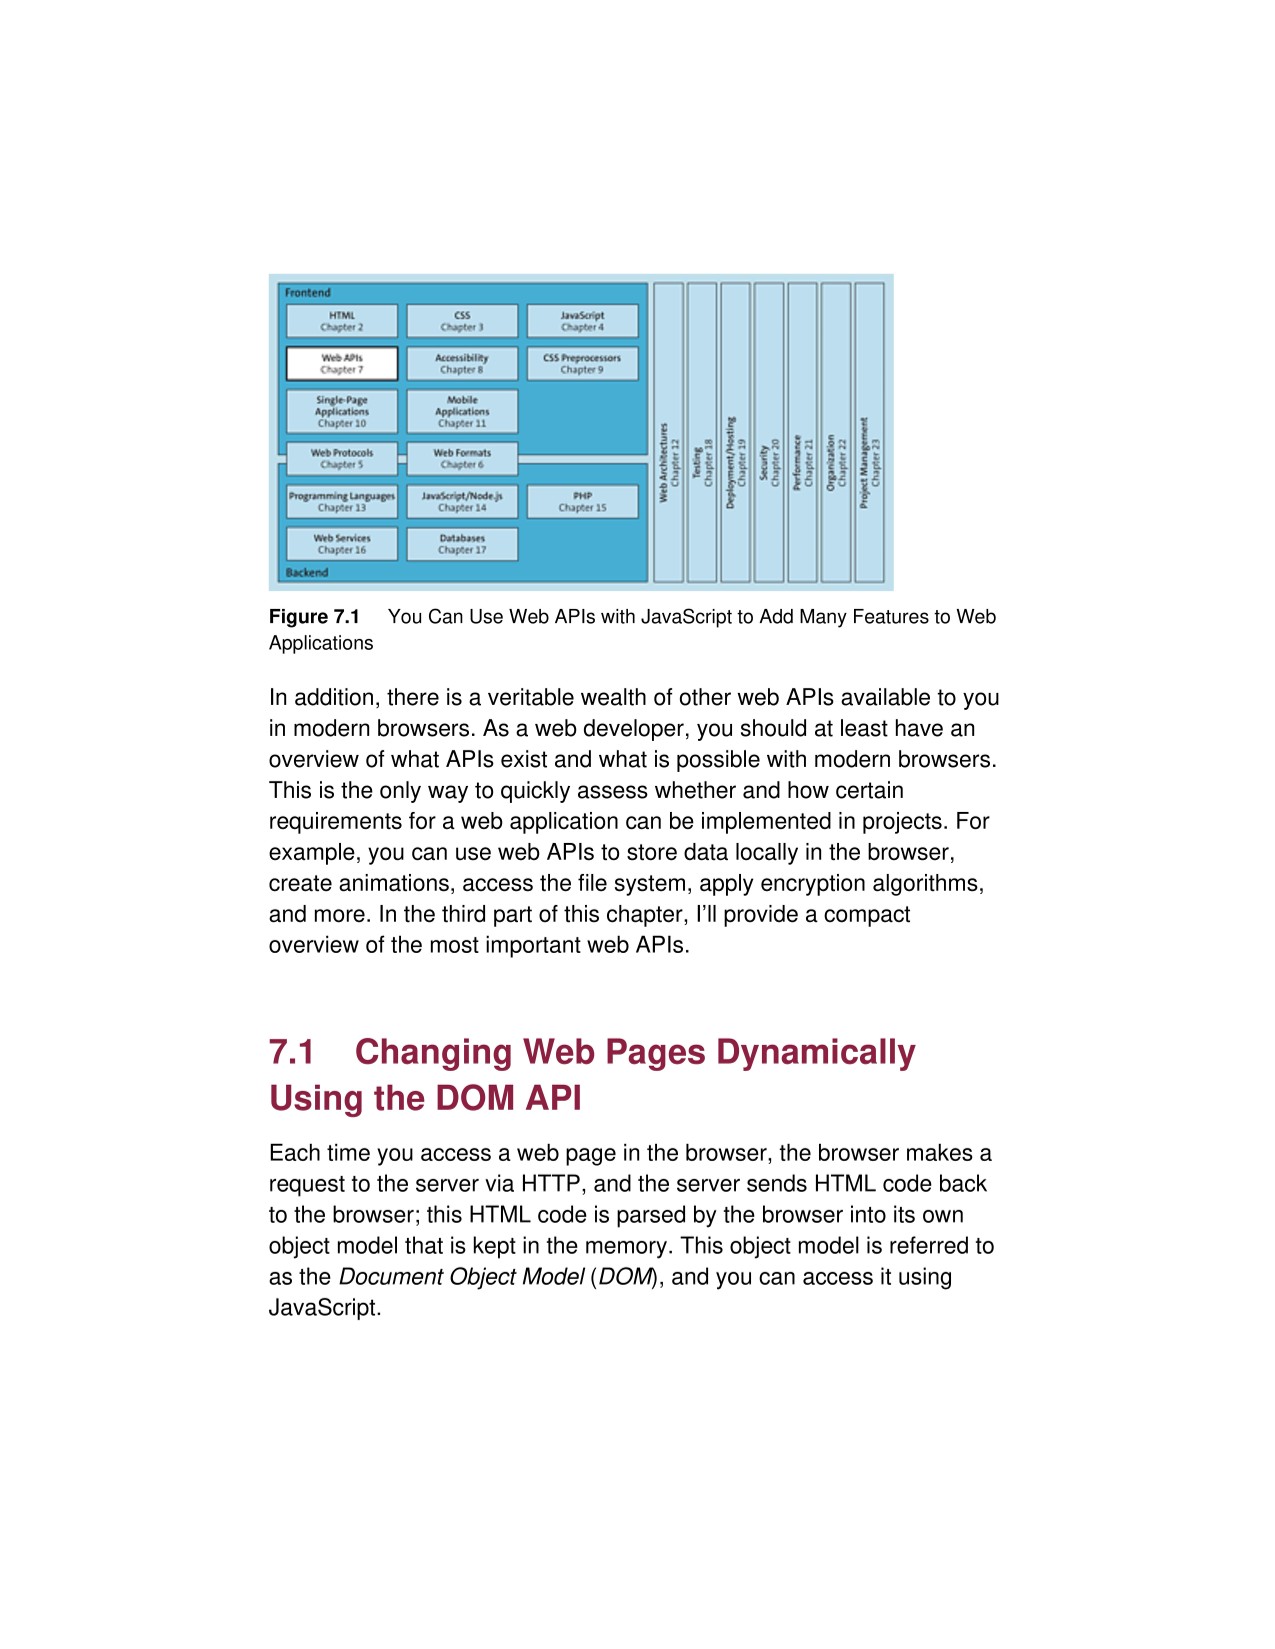 Frontend
HTML
Chapter 2
CSS
Chapter 3
JavaScript
Chapter 4
Web APIs
Chapter 7
Accessibility
Chapter 8
CSS Preprocessors
Chapter 9
Single-Page
Applications
Chapter 10
Mobile
Applications
Chapter 11
Web Protocols
Chapter 5
Web Formats
Chapter 6
Programming Languages
Chapter 13
JavaScript/Node.js
Chapter 14
PHP
Chapter 15
Web Services
Chapter 16
Databases
Chapter 17
Backend
Web Architectures
Chapter 12
Testing
Chapter 18
Deployment/Hosting
Chapter 19
Security
Chapter 20
Performance
Chapter 21
Organization
Chapter 22
Project Management
Chapter 23
Figure 7.1 You Can Use Web APIs with JavaScript to Add Many Features to Web
Applications
In addition, there is a veritable wealth of other web APIs available to you
in modern browsers. As a web developer, you should at least have an
overview of what APIs exist and what is possible with modern browsers.
This is the only way to quickly assess whether and how certain
requirements for a web application can be implemented in projects. For
example, you can use web APIs to store data locally in the browser,
create animations, access the file system, apply encryption algorithms,
and more. In the third part of this chapter, I’ll provide a compact
overview of the most important web APIs.
7.1 Changing Web Pages Dynamically
Using the DOM API
Each time you access a web page in the browser, the browser makes a
request to the server via HTTP, and the server sends HTML code back
to the browser; this HTML code is parsed by the browser into its own
object model that is kept in the memory. This object model is referred to
as the Document Object Model (DOM), and you can access it using
JavaScript.